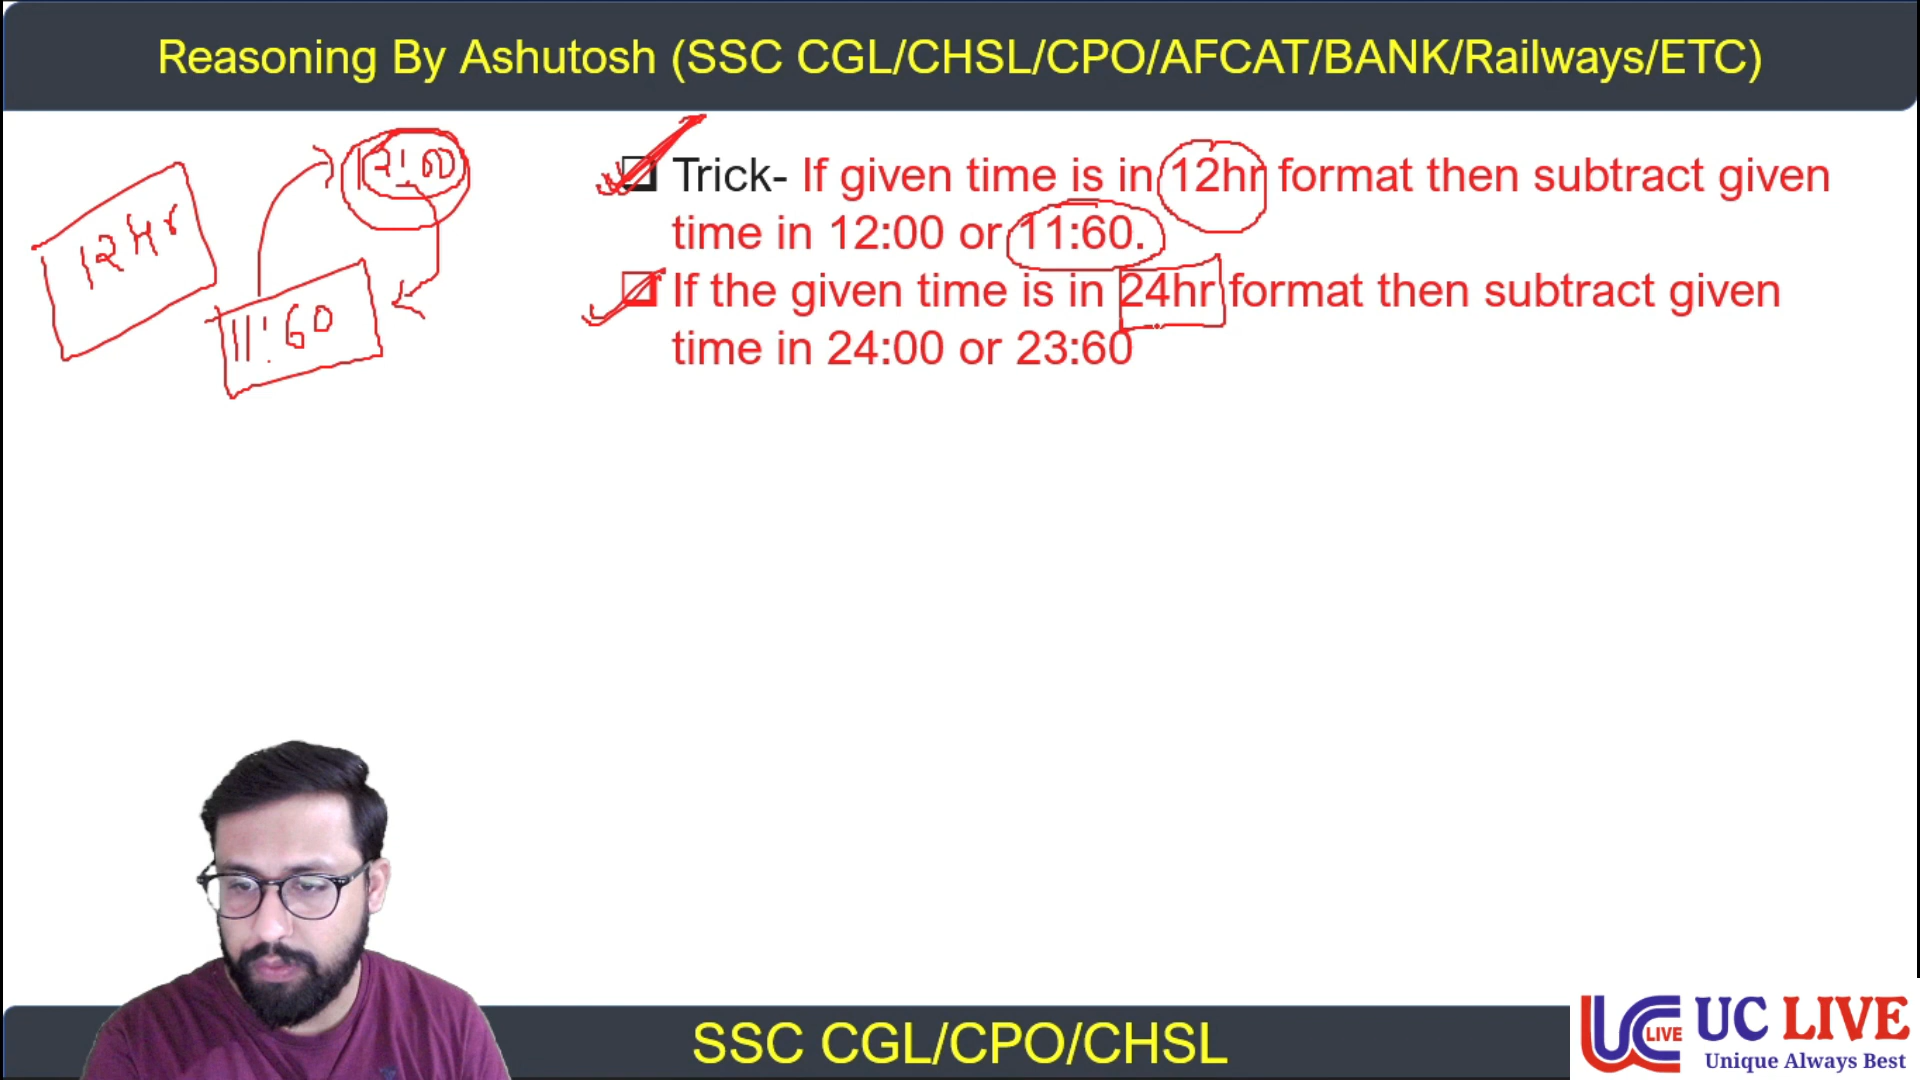 Reasoning By Ashutosh (SSC CGL/CHSL/CPO/AFCAT/BANK/Railways/ETC)
12:00
12 Hr
11:60
Trick- If given time is in 12hr format then subtract given
time in 12:00 or 11:60.
If the given time is in 24hr format then subtract given
time in 24:00 or 23:60
SSC CGL/CPO/CHSL
LIVE
UC LIVE
Unique Always Best